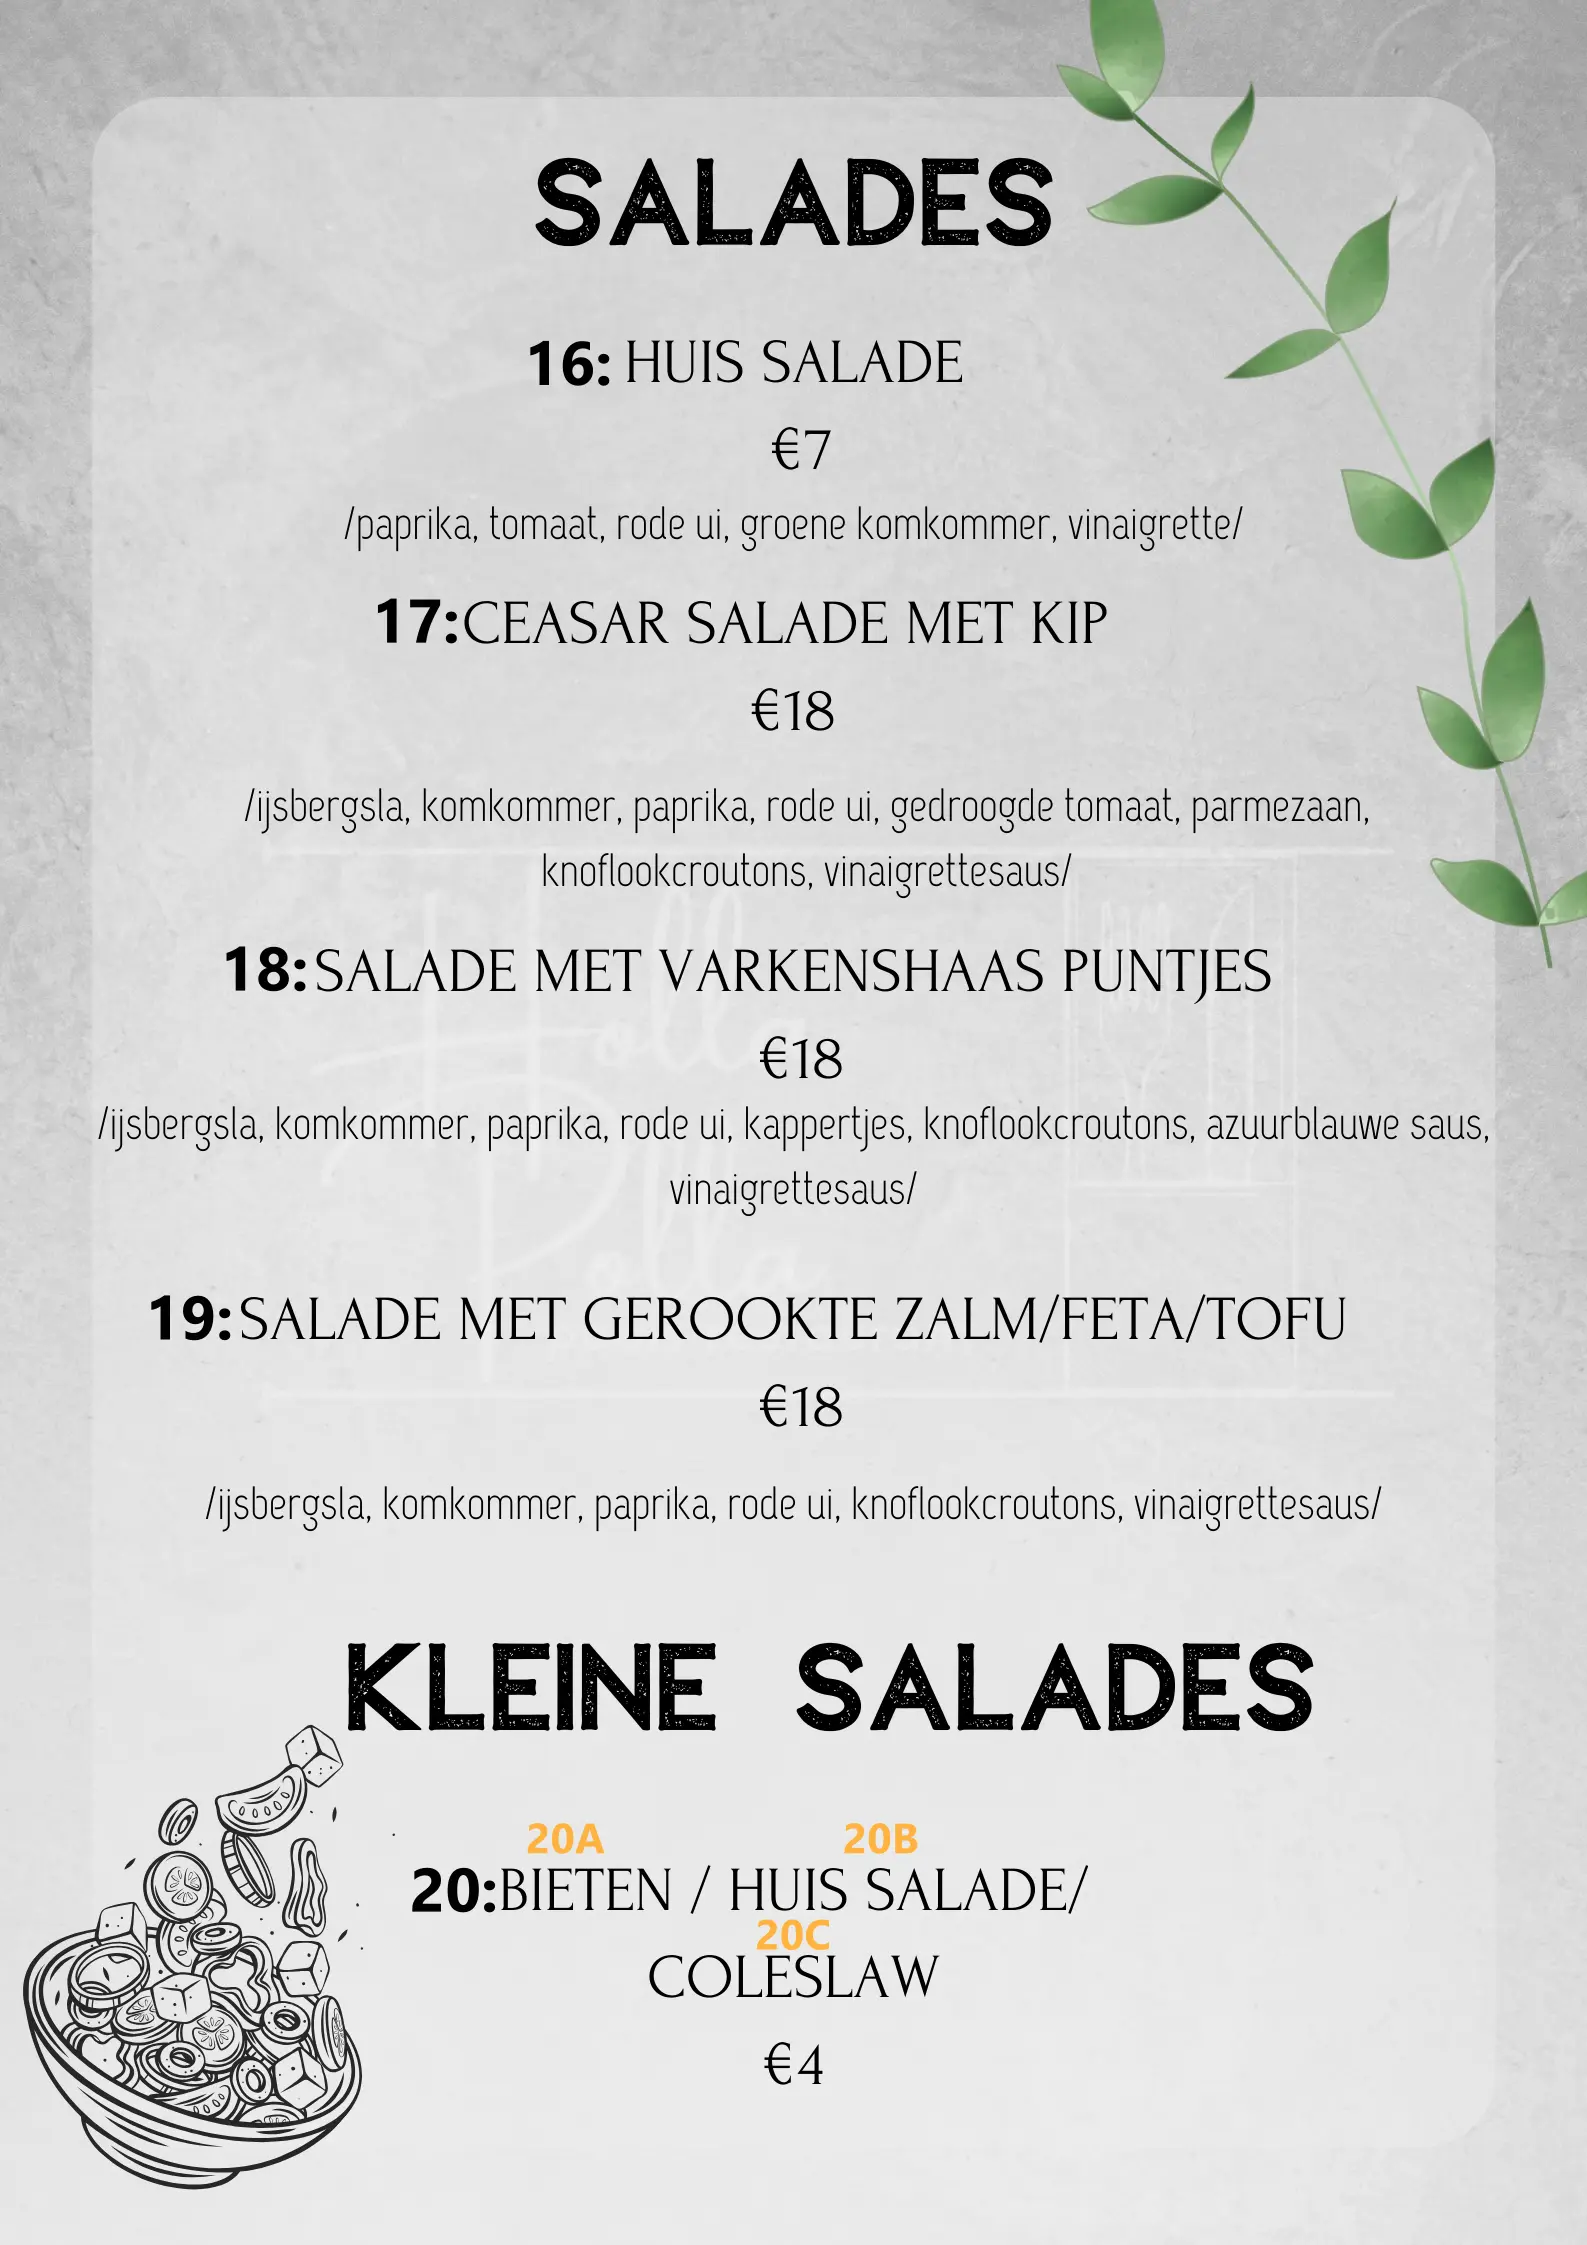 SALADES
16: HUIS SALADE
€7
/paprika, tomaat, rode ui, groene komkommer, vinaigrette/
17:CEASAR SALADE MET KIP
€18
/ijsbergsla, komkommer, paprika, rode ui, gedroogde tomaat, parmezaan,
knoflookcroutons, vinaigrettesaus/
18:SALADE MET VARKENSHAAS PUNTJES
€18
/ijsbergsla, komkommer, paprika, rode ui, kappertjes, knoflookcroutons, azuurblauwe saus,
vinaigrettesaus/
Holla
Polla
19:SALADE MET GEROOKTE ZALM/FETA/TOFU
€18
/ijsbergsla, komkommer, paprika, rode ui, knoflookcroutons, vinaigrettesaus/
KLEINE SALADES
20A 20B
20:BIETEN / HUIS SALADE/
20C
COLESLAW
€4